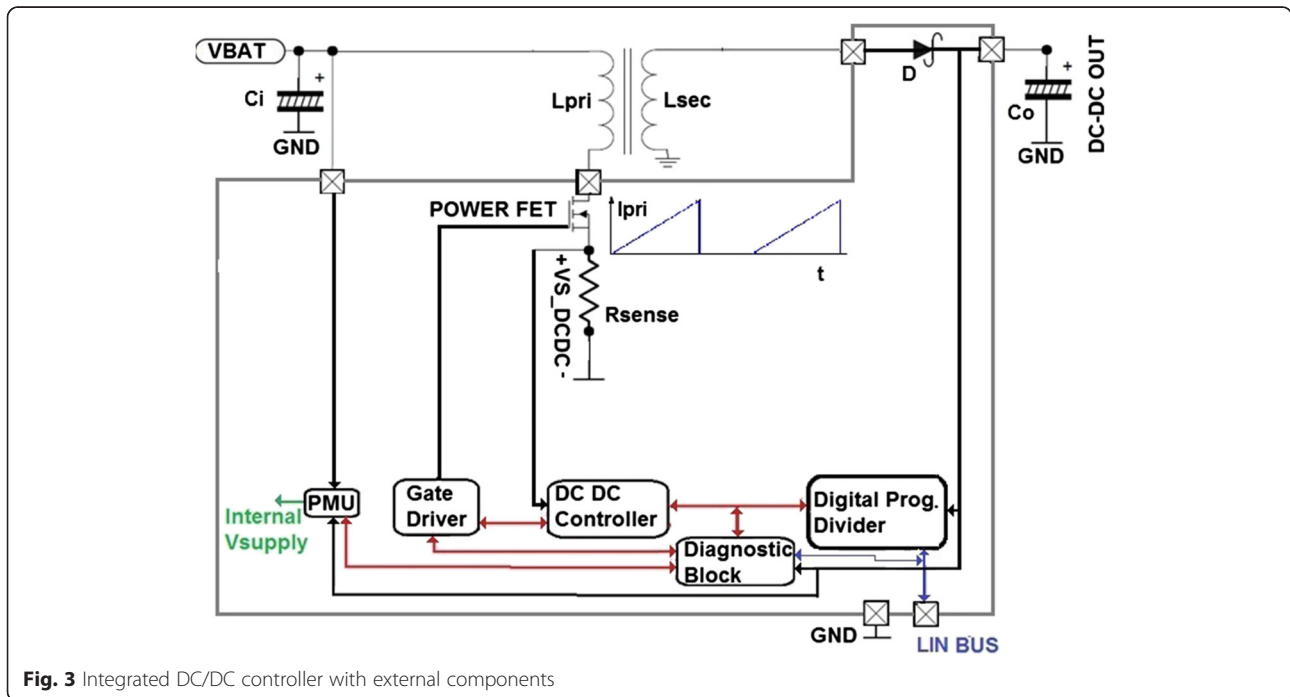 VBAT
+
Ci
GND
Lpri
Lsec
D
+
Co
GND
DC-DC OUT
POWER FET
Ipri
t
+VS_DCDC -
Rsense
PMU
Internal
Vsupply
Gate
Driver
DC DC
Controller
Digital Prog.
Divider
Diagnostic
Block
GND
LIN BUS
Fig. 3 Integrated DC/DC controller with external components